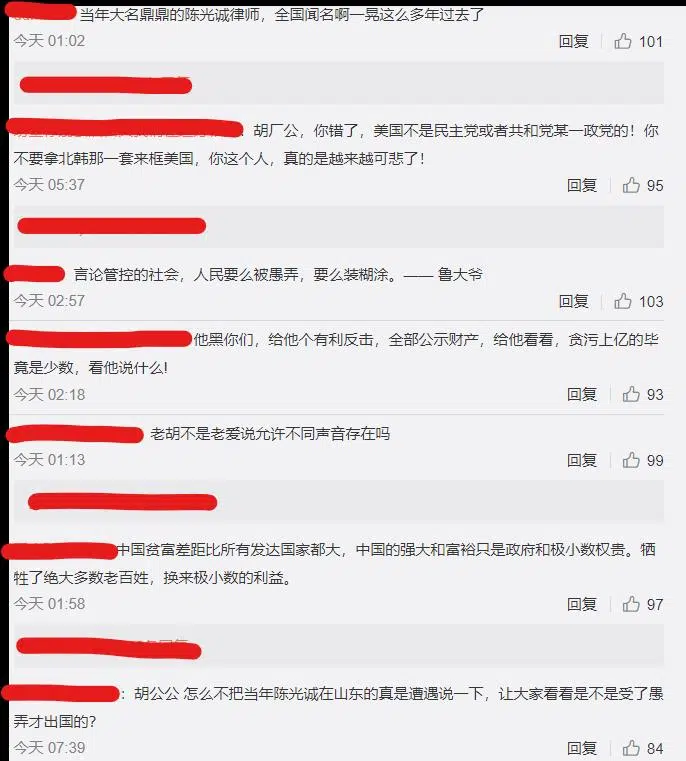 当年大名鼎鼎的陈光诚律师，全国闻名啊一晃这么多年过去了
今天 01:02 回复 101
：胡厂公，你错了，美国不是民主党或者共和党某一政党的！你
不要拿北韩那一套来框美国，你这个人，真的是越来越可悲了！
今天 05:37 回复 95
言论管控的社会，人民要么被愚弄，要么装糊涂。—— 鲁大爷
今天 02:57 回复 103
他黑你们，给他个有利反击，全部公示财产，给他看看，贪污上亿的毕
竟是少数，看他说什么!
今天 02:18 回复 93
老胡不是老爱说允许不同声音存在吗
今天 01:13 回复 99
中国贫富差距比所有发达国家都大，中国的强大和富裕只是政府和极小数权贵。牺
牲了绝大多数老百姓，换来极小数的利益。
今天 01:58 回复 97
：胡公公 怎么不把当年陈光诚在山东的真是遭遇说一下，让大家看看是不是受了愚
弄才出国的?
今天 07:39 回复 84